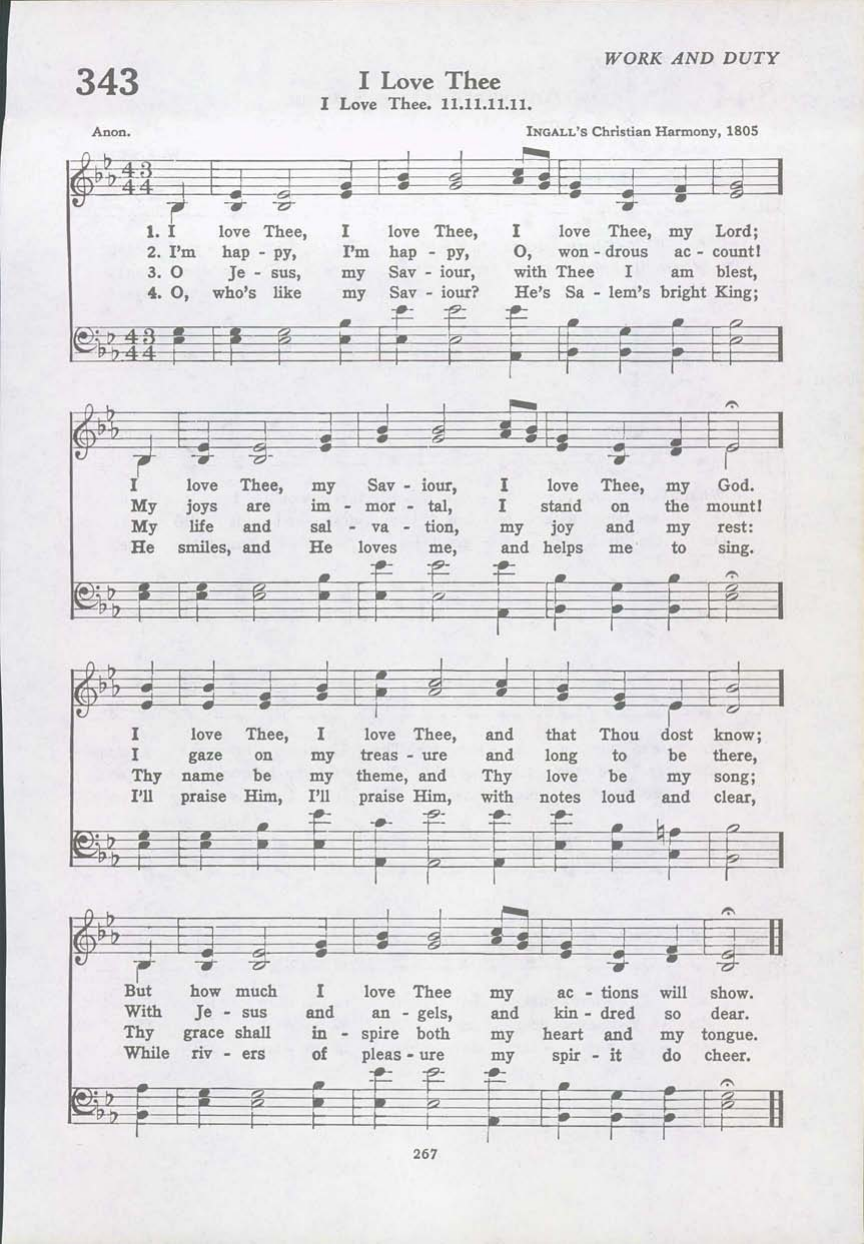 WORK AND DUTY
343
I Love Thee
I Love Thee. 11.11.11.11.
Anon.
INGALL'S Christian Harmony, 1805
4 3
4 4
1. I love Thee, I love Thee, I love Thee, my Lord;
2. I'm hap - py, I'm hap - py, O, won - drous ac - count!
3. O Je - sus, my Sav - iour, with Thee I am blest,
4. O, who's like my Sav - iour? He's Sa - lem's bright King;
4 3
4 4
I love Thee, my Sav - iour, I love Thee, my God.
My joys are im - mor - tal, I stand on the mount!
My life and sal - va - tion, my joy and my rest:
He smiles, and He loves me, and helps me to sing.
I love Thee, I love Thee, and that Thou dost know;
I gaze on my treas - ure and long to be there,
Thy name be my theme, and Thy love be my song;
I'll praise Him, I'll praise Him, with notes loud and clear,
But how much I love Thee my ac - tions will show.
With Je - sus and an - gels, and kin - dred so dear.
Thy grace shall in - spire both my heart and my tongue.
While riv - ers of pleas - ure my spir - it do cheer.
267